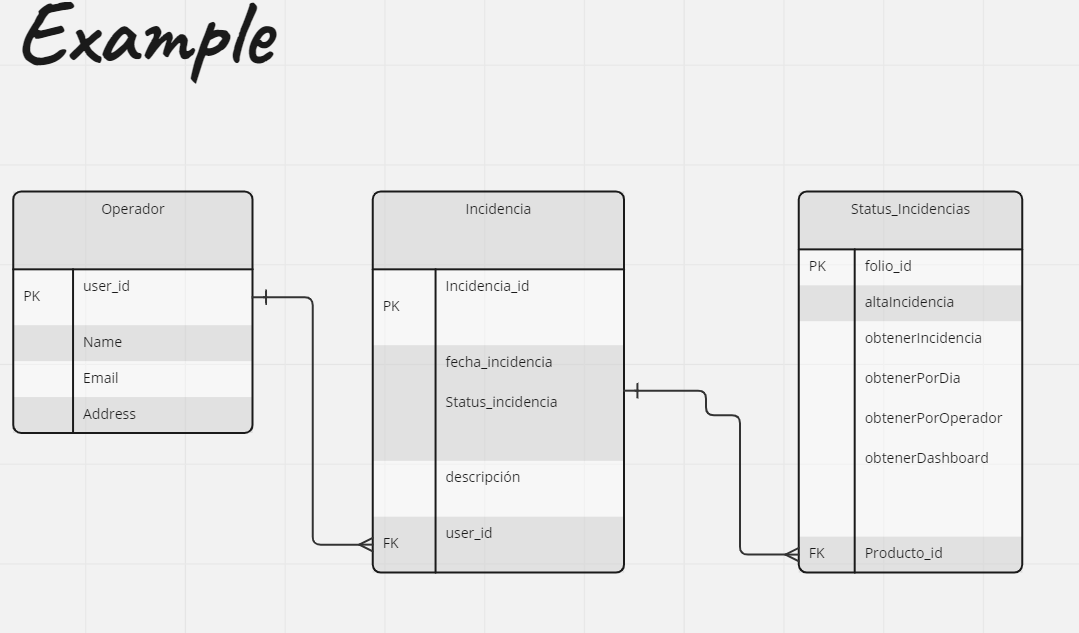 Example
Operador
PK user_id
Name
Email
Address
Incidencia
PK Incidencia_id
fecha_incidencia
Status_incidencia
descripción
FK user_id
Status_Incidencias
PK folio_id
altaIncidencia
obtenerIncidencia
obtenerPorDia
obtenerPorOperador
obtenerDashboard
FK Producto_id